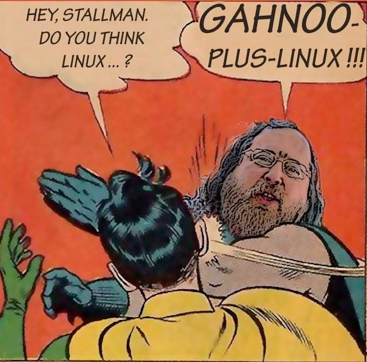 HEY, STALLMAN.
DO YOU THINK
LINUX ... ?
GAHNOO-
PLUS-LINUX !!!